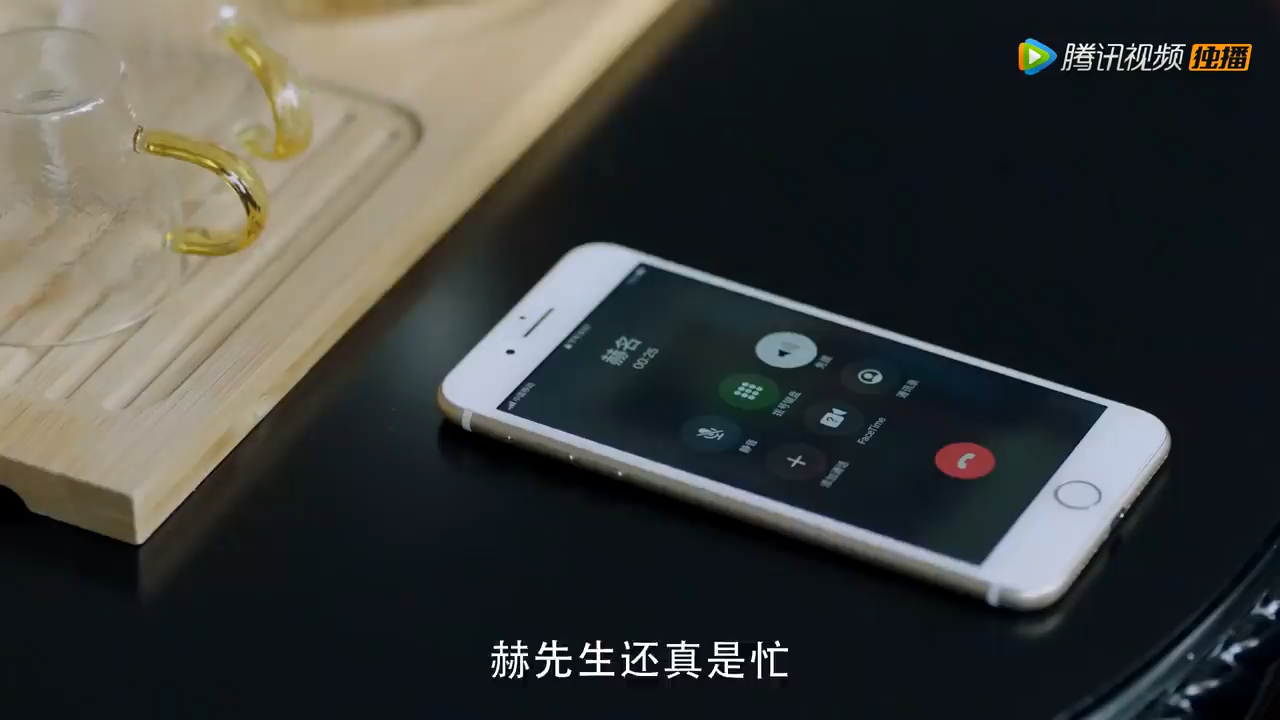 腾讯视频 独播
赫名
00:25
免提
拨号键盘
通讯录
静音
FaceTime
添加通话
赫先生还真是忙